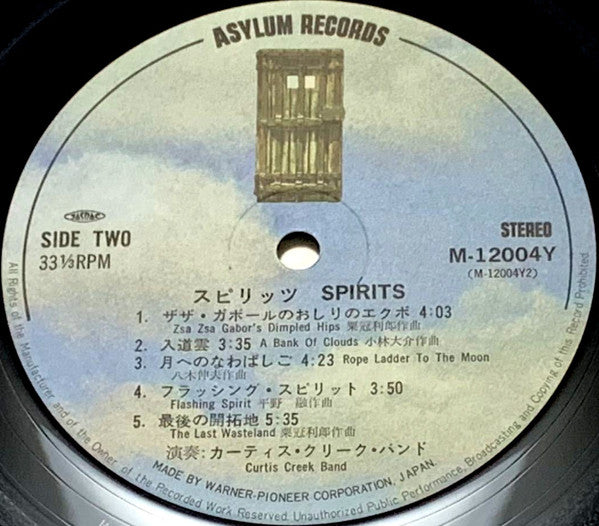 ASYLUM RECORDS
JASRAC
SIDE TWO
33⅓RPM
STEREO
M-12004Y
(M-12004Y2)
スピリッツ SPIRITS
1. ザザ・ガボールのおしりのエクボ 4:03
Zsa Zsa Gabor's Dimpled Hips 栗冠利郎作曲
2. 入道雲 3:35 A Bank Of Clouds 小林大介作曲
3. 月へのなわばしご 4:23 Rope Ladder To The Moon
八木伸夫作曲
4. フラッシング・スピリット 3:50
Flashing Spirit 平野 融作曲
5. 最後の開拓地 5:35
The Last Wasteland 栗冠利郎作曲
演奏: カーティス・クリーク・バンド
Curtis Creek Band
MADE BY WARNER-PIONEER CORPORATION, JAPAN.
All Rights of the Manufacturer and of the Owner of the Recorded Work Reserved. Unauthorized Public Performance, Broadcasting and Copying of this Record Prohibited.